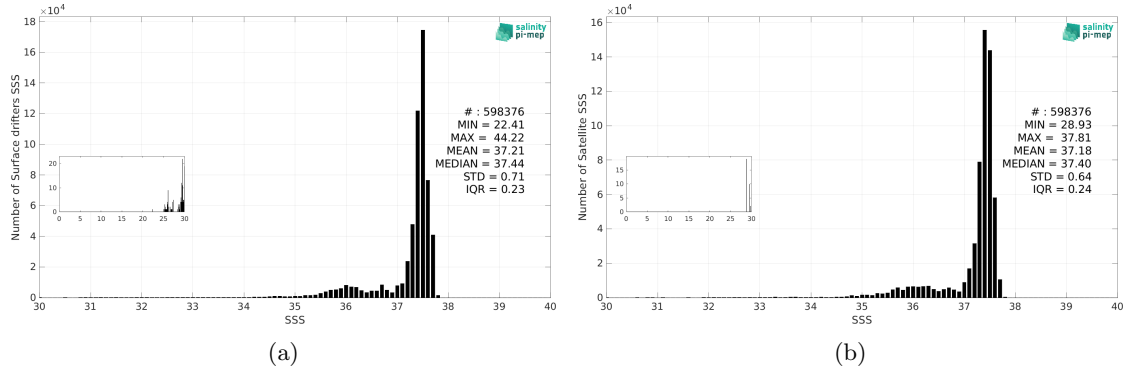 ×10⁴
18
16
14
12
10
8
6
4
2
0
Number of Surface drifters SSS
salinity
pi-mep
# : 598376
MIN = 22.41
MAX = 44.22
MEAN = 37.21
MEDIAN = 37.44
STD = 0.71
IQR = 0.23
20
10
0
0 5 10 15 20 25 30
30 31 32 33 34 35 36 37 38 39 40
SSS
(a)
×10⁴
16
14
12
10
8
6
4
2
0
Number of Satellite SSS
salinity
pi-mep
# : 598376
MIN = 28.93
MAX = 37.81
MEAN = 37.18
MEDIAN = 37.40
STD = 0.64
IQR = 0.24
15
10
5
0
0 5 10 15 20 25 30
30 31 32 33 34 35 36 37 38 39 40
SSS
(b)